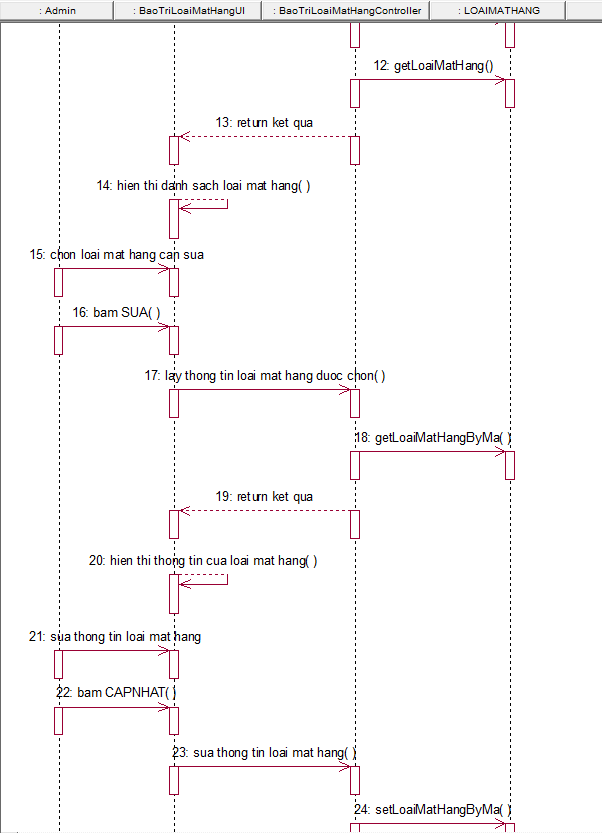 : Admin
: BaoTriLoaiMatHangUI
: BaoTriLoaiMatHangController
: LOAIMATHANG
12: getLoaiMatHang()
13: return ket qua
14: hien thi danh sach loai mat hang( )
15: chon loai mat hang can sua
16: bam SUA( )
17: lay thong tin loai mat hang duoc chon( )
18: getLoaiMatHangByMa( )
19: return ket qua
20: hien thi thong tin cua loai mat hang( )
21: sua thong tin loai mat hang
22: bam CAPNHAT( )
23: sua thong tin loai mat hang( )
24: setLoaiMatHangByMa( )